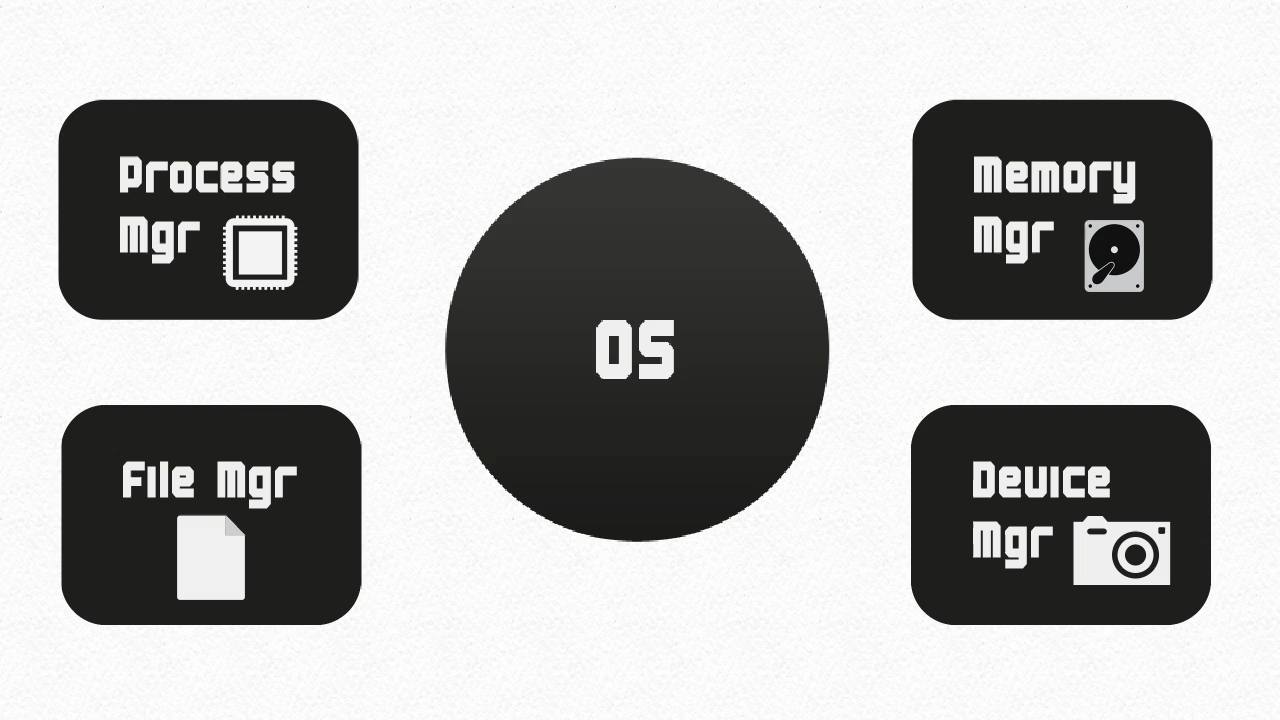 Process
Mgr
Memory
Mgr
OS
File Mgr
Device
Mgr